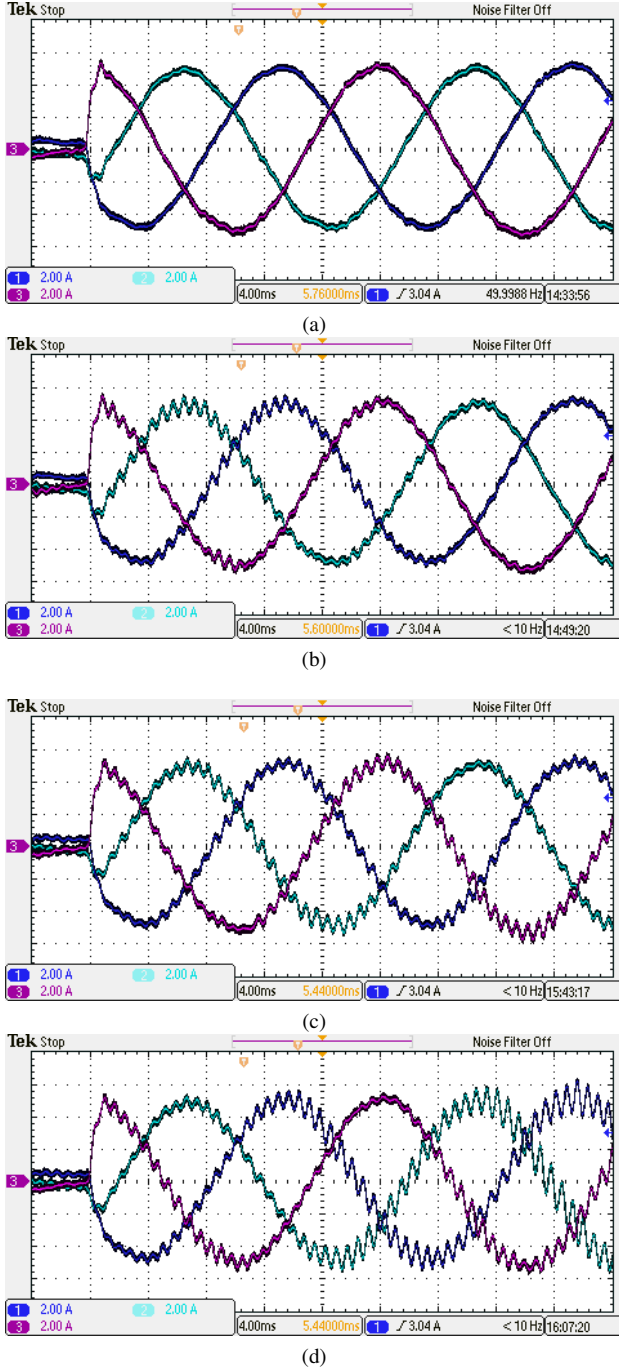 Tek Stop Noise Filter Off
T
T
3
1 2.00 A 2 2.00 A
3 2.00 A 4.00ms 5.76000ms 1 3.04 A 49.9988 Hz 14:33:56
(a)
Tek Stop Noise Filter Off
T
T
3
1 2.00 A 2 2.00 A
3 2.00 A 4.00ms 5.60000ms 1 3.04 A < 10 Hz 14:49:20
(b)
Tek Stop Noise Filter Off
T
T
3
1 2.00 A 2 2.00 A
3 2.00 A 4.00ms 5.44000ms 1 3.04 A < 10 Hz 15:43:17
(c)
Tek Stop Noise Filter Off
T
T
3
1 2.00 A 2 2.00 A
3 2.00 A 4.00ms 5.44000ms 1 3.04 A < 10 Hz 16:07:20
(d)